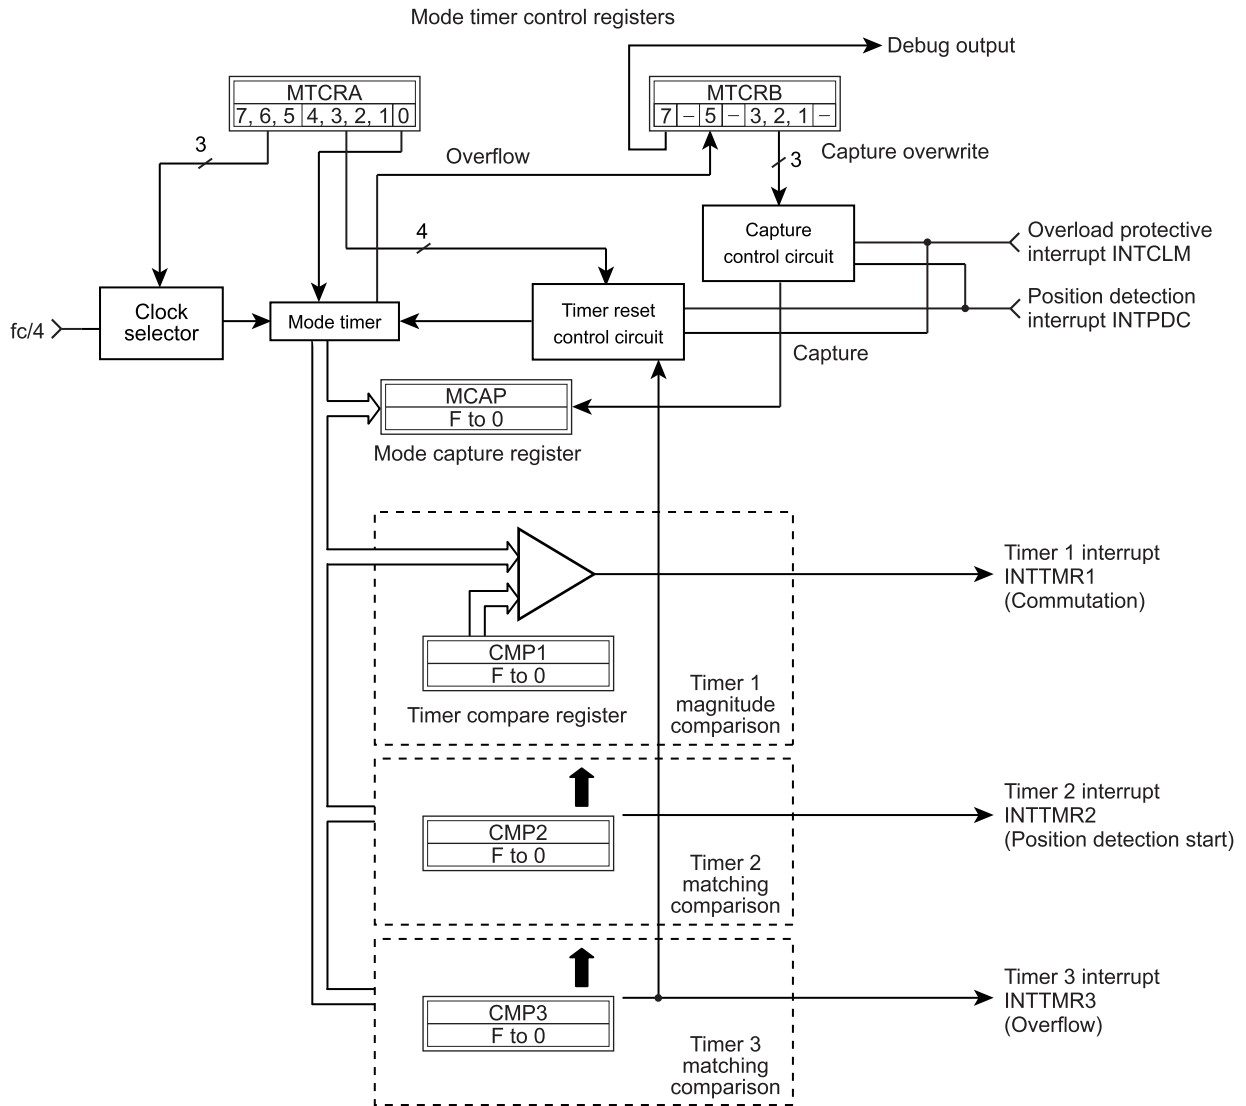 Mode timer control registers
Debug output
MTCRA
7, 6, 5 4, 3, 2, 1 0
MTCRB
7 – 5 – 3, 2, 1 –
3
Overflow
3
Capture overwrite
4
Capture
control circuit
Overload protective
interrupt INTCLM
fc/4
Clock
selector
Mode timer
Timer reset
control circuit
Position detection
interrupt INTPDC
Capture
MCAP
F to 0
Mode capture register
Timer 1 interrupt
INTTMR1
(Commutation)
CMP1
F to 0
Timer compare register
Timer 1
magnitude
comparison
Timer 2 interrupt
INTTMR2
(Position detection start)
CMP2
F to 0
Timer 2
matching
comparison
Timer 3 interrupt
INTTMR3
(Overflow)
CMP3
F to 0
Timer 3
matching
comparison